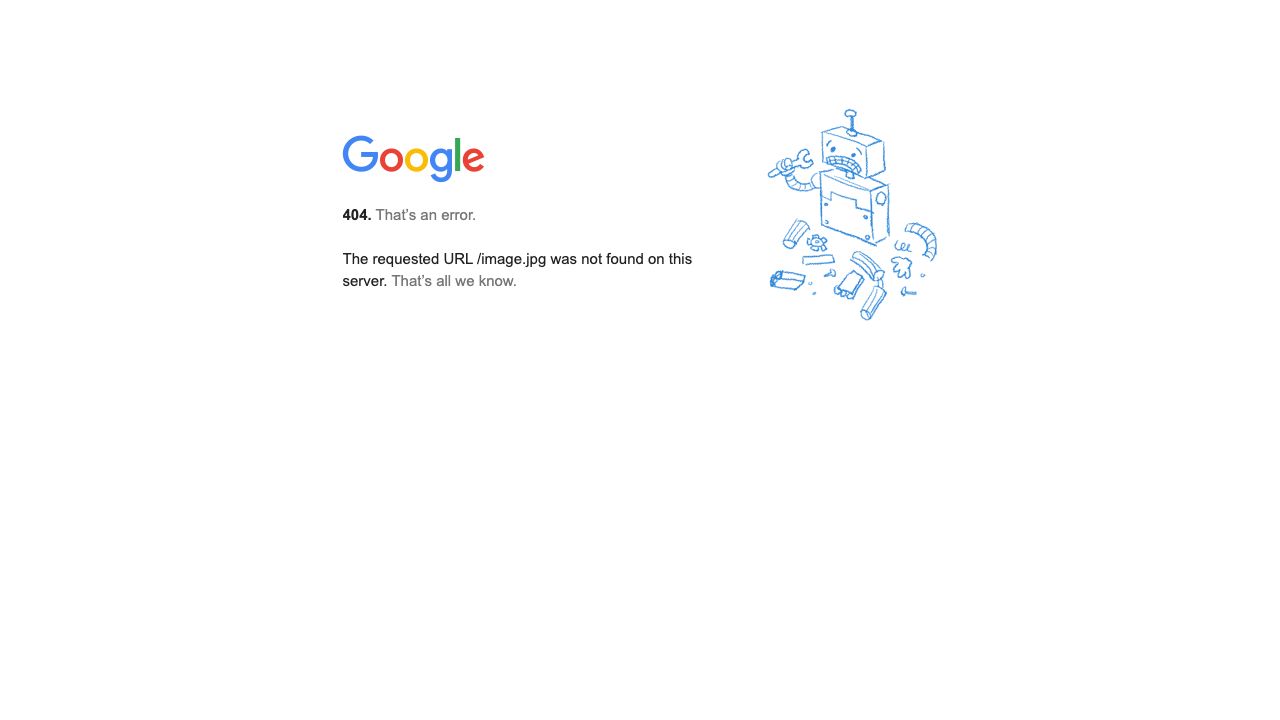 Google
404. That’s an error.
The requested URL /image.jpg was not found on this
server. That’s all we know.